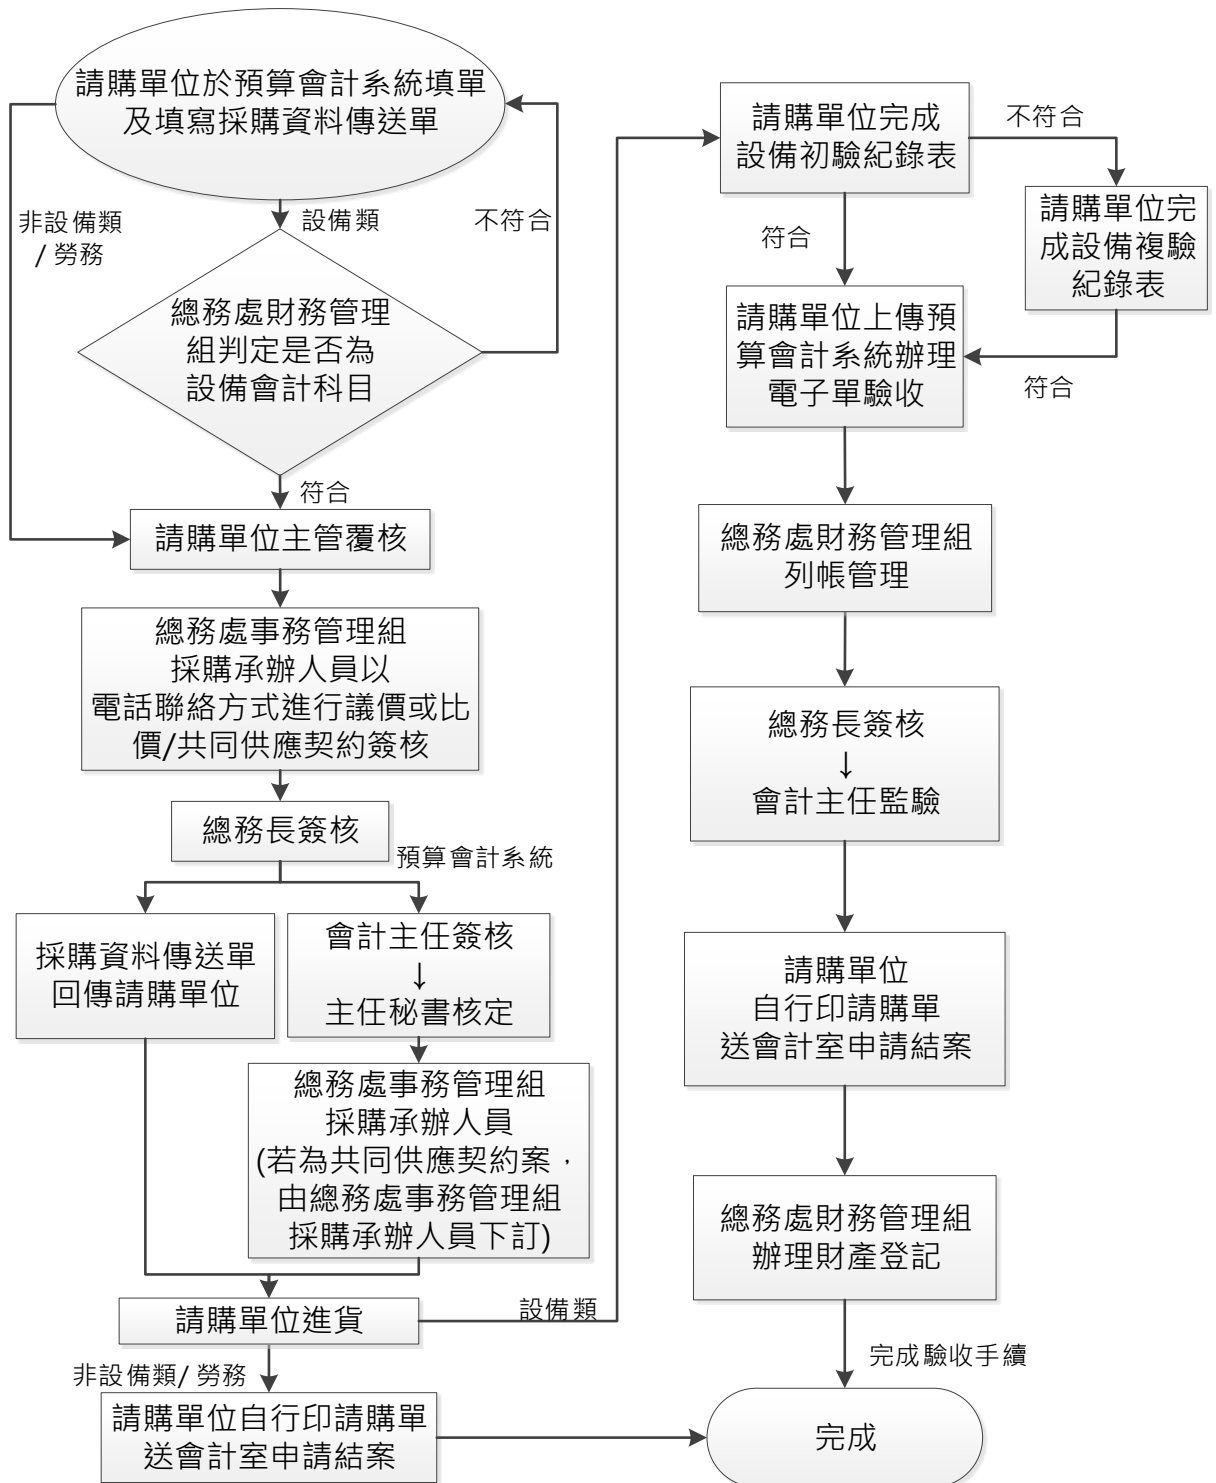 請購單位於預算會計系統填單
及填寫採購資料傳送單
非設備類
/ 勞務
設備類
不符合
總務處財務管理
組判定是否為
設備會計科目
符合
請購單位主管覆核
總務處事務管理組
採購承辦人員以
電話聯絡方式進行議價或比
價/共同供應契約簽核
總務長簽核
預算會計系統
採購資料傳送單
回傳請購單位
會計主任簽核
↓
主任秘書核定
總務處事務管理組
採購承辦人員
(若為共同供應契約案，
由總務處事務管理組
採購承辦人員下訂)
請購單位進貨
設備類
非設備類/ 勞務
請購單位自行印請購單
送會計室申請結案
請購單位完成
設備初驗紀錄表
不符合
請購單位完
成設備複驗
紀錄表
符合
符合
請購單位上傳預
算會計系統辦理
電子單驗收
總務處財務管理組
列帳管理
總務長簽核
↓
會計主任監驗
請購單位
自行印請購單
送會計室申請結案
總務處財務管理組
辦理財產登記
完成驗收手續
完成